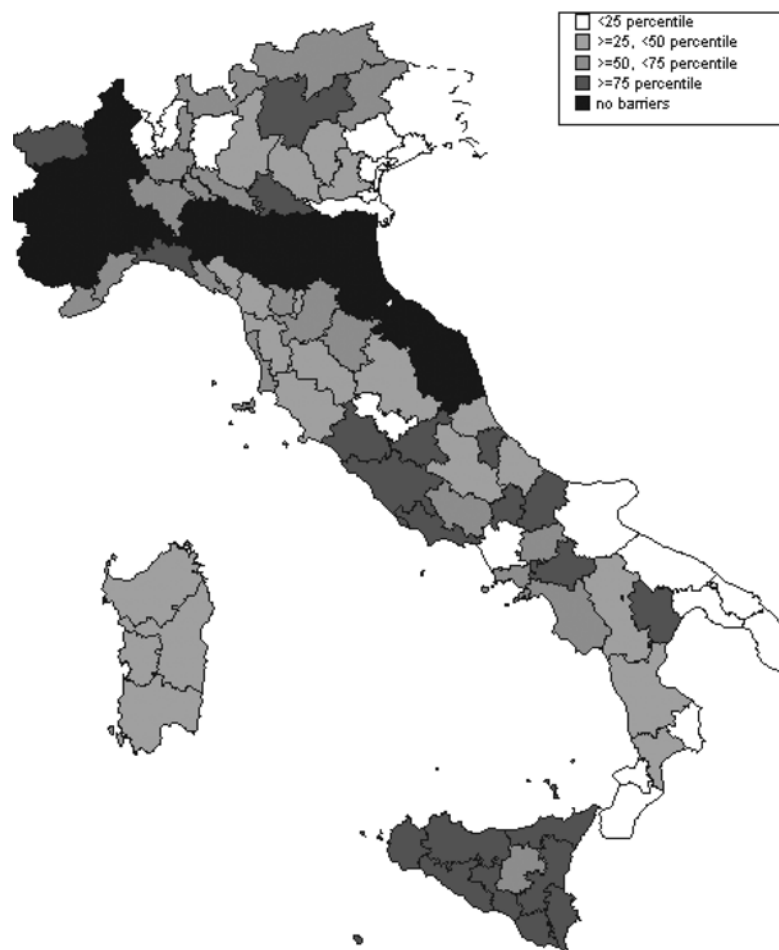 <25 percentile
>=25, <50 percentile
>=50, <75 percentile
>=75 percentile
no barriers